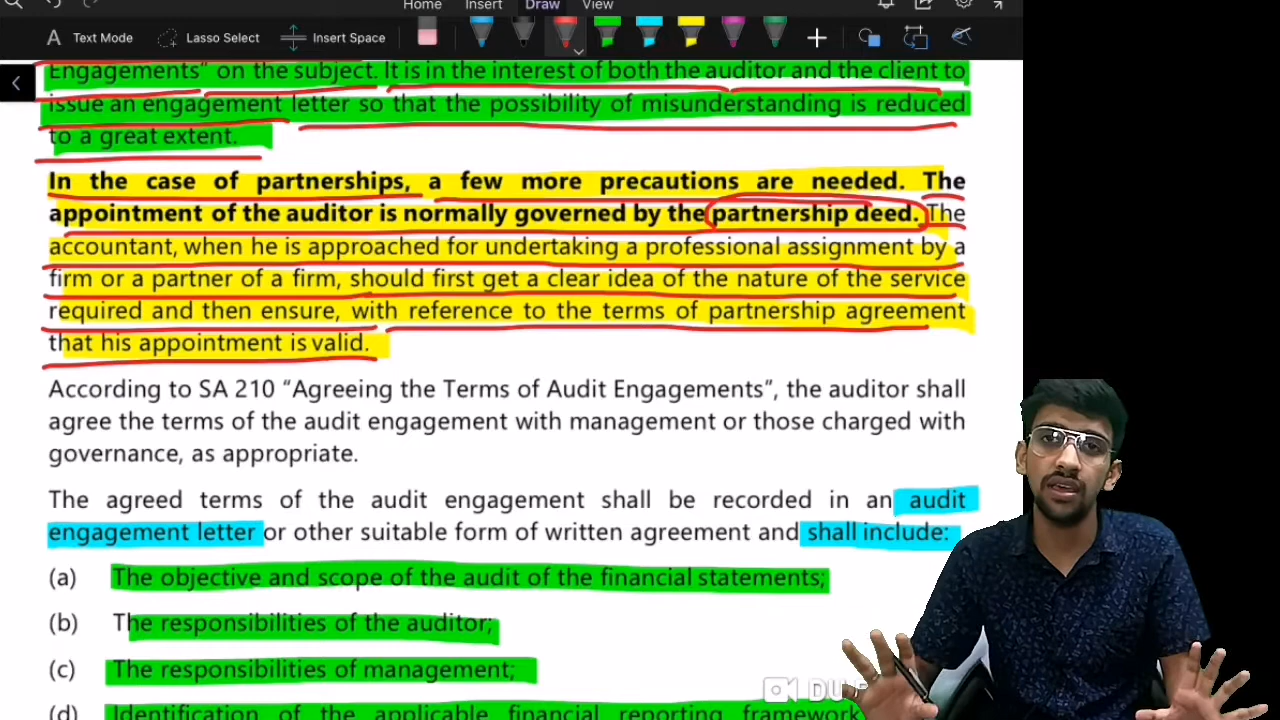 Home Insert Draw View
Text Mode Lasso Select Insert Space
Engagements" on the subject. It is in the interest of both the auditor and the client to
issue an engagement letter so that the possibility of misunderstanding is reduced
to a great extent.
In the case of partnerships, a few more precautions are needed. The
appointment of the auditor is normally governed by the partnership deed. The
accountant, when he is approached for undertaking a professional assignment by a
firm or a partner of a firm, should first get a clear idea of the nature of the service
required and then ensure, with reference to the terms of partnership agreement
that his appointment is valid.
According to SA 210 “Agreeing the Terms of Audit Engagements”, the auditor shall
agree the terms of the audit engagement with management or those charged with
governance, as appropriate.
The agreed terms of the audit engagement shall be recorded in an audit
engagement letter or other suitable form of written agreement and shall include:
(a) The objective and scope of the audit of the financial statements;
(b) The responsibilities of the auditor;
(c) The responsibilities of management;
(d) Identification of the applicable financial reporting framework